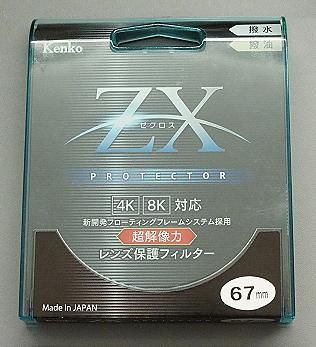 Kenko
撥水
撥油
ZX
ゼクロス
PROTECTOR
4K 8K 対応
新開発フローティングフレームシステム採用
超解像力
レンズ保護フィルター
67mm
Made in JAPAN